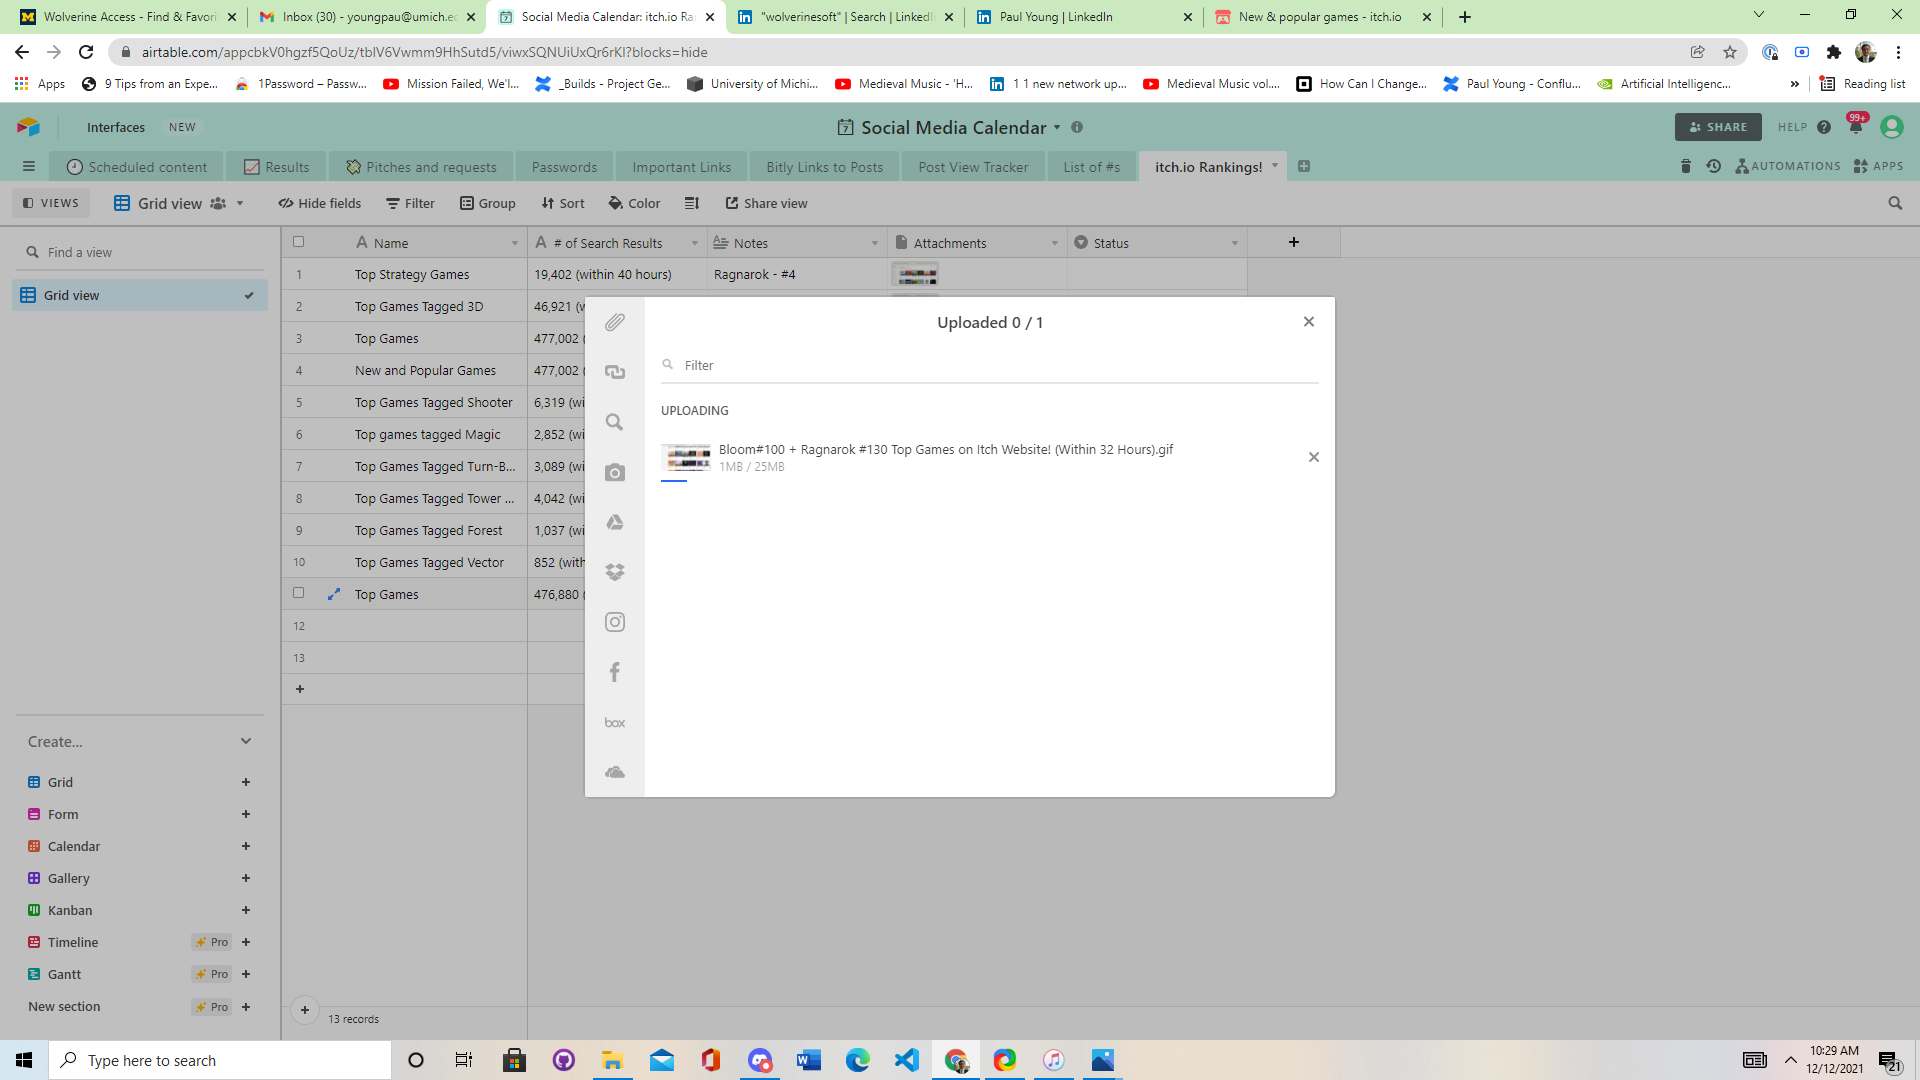 Wolverine Access - Find & Favori
Inbox (30) - youngpau@umich.ed
Social Media Calendar: itch.io Ra
"wolverinesoft" | Search | LinkedIn
Paul Young | LinkedIn
New & popular games - itch.io
airtable.com/appcbkV0hgzf5QoUz/tblV6Vwmm9HhSutd5/viwxSQNUiUxQr6rKI?blocks=hide
Apps
9 Tips from an Expe...
1Password – Passw...
Mission Failed, We'l...
_Builds - Project Ge...
University of Michi...
Medieval Music - 'H...
1 1 new network up...
Medieval Music vol....
How Can I Change...
Paul Young - Conflu...
Artificial Intelligenc...
»
Reading list
Interfaces
NEW
Social Media Calendar
SHARE
HELP
99+
Scheduled content
Results
Pitches and requests
Passwords
Important Links
Bitly Links to Posts
Post View Tracker
List of #s
itch.io Rankings!
AUTOMATIONS
APPS
VIEWS
Grid view
Hide fields
Filter
Group
Sort
Color
Share view
Find a view
Grid view
Name
# of Search Results
Notes
Attachments
Status
1 Top Strategy Games 19,402 (within 40 hours) Ragnarok - #4
2 Top Games Tagged 3D 46,921 (w
3 Top Games 477,002 (
4 New and Popular Games 477,002 (
5 Top Games Tagged Shooter 6,319 (wi
6 Top games tagged Magic 2,852 (wi
7 Top Games Tagged Turn-B... 3,089 (wi
8 Top Games Tagged Tower ... 4,042 (wi
9 Top Games Tagged Forest 1,037 (wi
10 Top Games Tagged Vector 852 (with
Top Games 476,880 (
12
13
Uploaded 0 / 1
Filter
UPLOADING
Bloom#100 + Ragnarok #130 Top Games on Itch Website! (Within 32 Hours).gif
1MB / 25MB
box
Create...
Grid
Form
Calendar
Gallery
Kanban
Timeline Pro
Gantt Pro
New section Pro
13 records
Type here to search
10:29 AM
12/12/2021
21